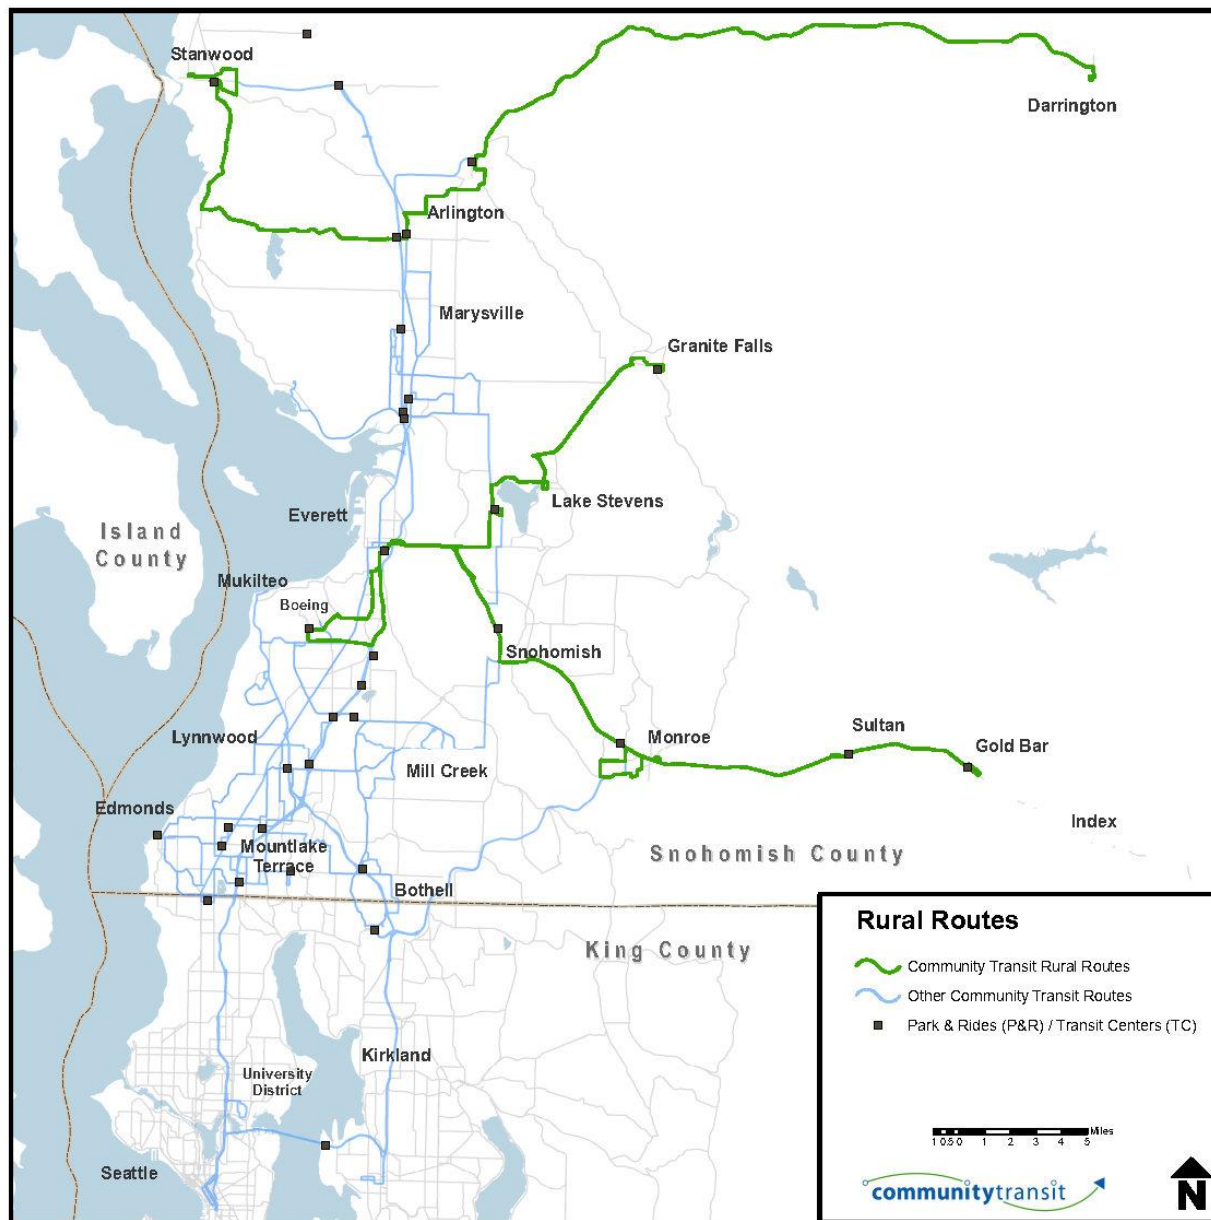 Stanwood
Darrington
Arlington
Marysville
Granite Falls
Lake Stevens
Everett
Island
County
Mukilteo
Boeing
Snohomish
Lynnwood
Monroe
Sultan
Gold Bar
Mill Creek
Edmonds
Index
Mountlake
Terrace
Snohomish County
Bothell
King County
Kirkland
University
District
Seattle
Rural Routes
Community Transit Rural Routes
Other Community Transit Routes
Park & Rides (P&R) / Transit Centers (TC)
Miles
1 0.5 0 1 2 3 4 5
communitytransit
N